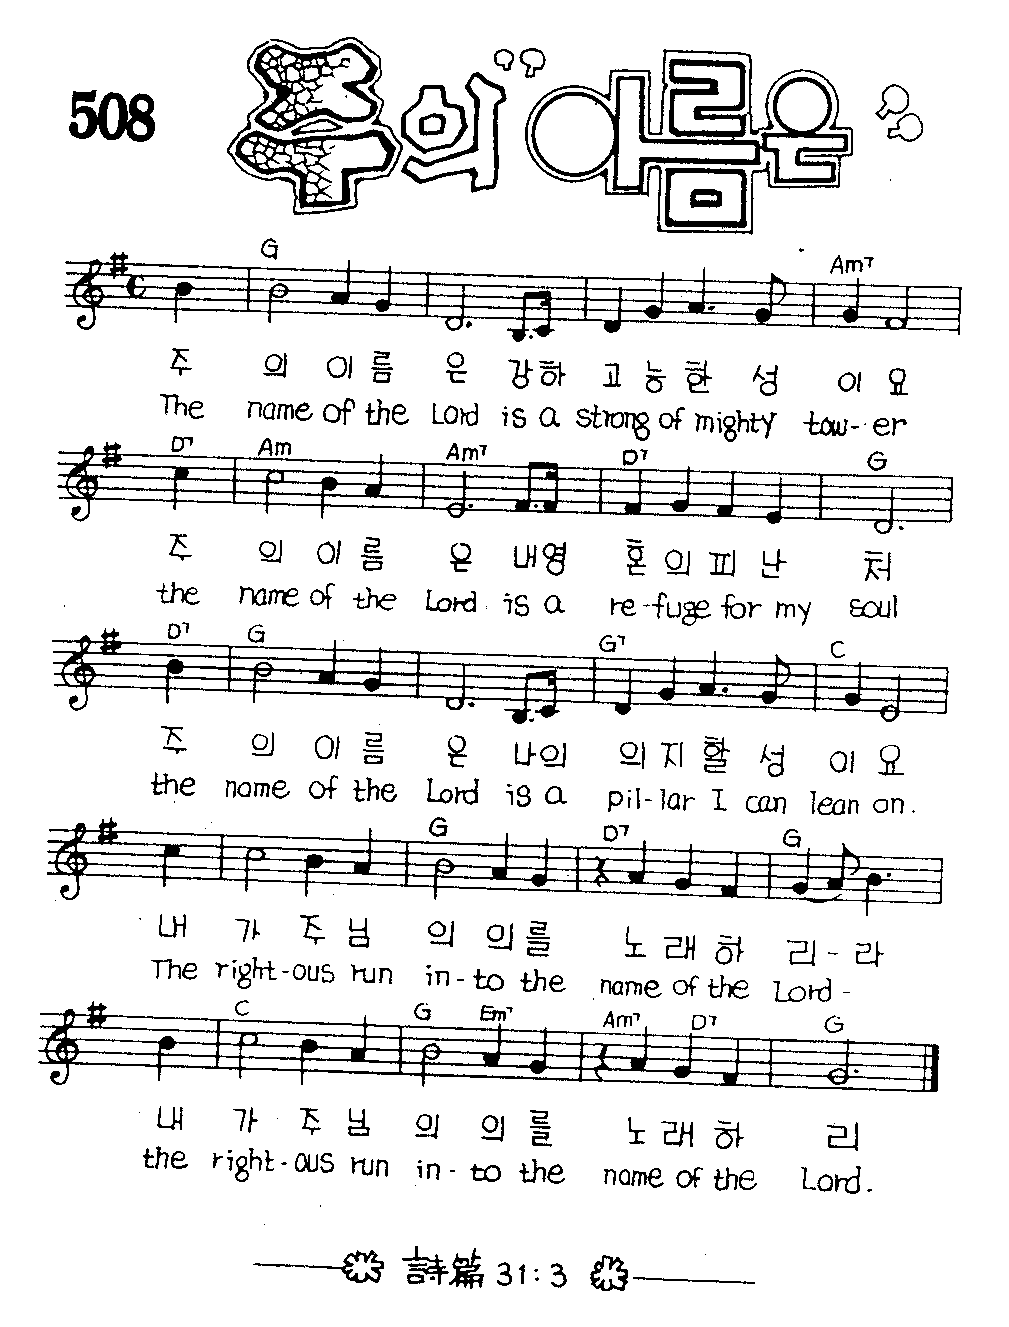 508 주의 이름은
G Am7
주 의 이 름 은 강하 고 능 한 성 이 요
The name of the Lord is a strong of mighty tow-er
D7 Am Am7 D7 G
주 의 이 름 은 내영 혼 의 피 난 처
the name of the Lord is a re-fuge for my soul
D7 G G7 C
주 의 이 름 은 나의 의 지 할 성 이 요
the name of the Lord is a pil-lar I can lean on.
G D7 G
내 가 주 님 의 의 를 노 래 하 리 - 라
The right-ous run in-to the name of the Lord -
C G Em7 Am7 D7 G
내 가 주 님 의 의 를 노 래 하 리
the right-ous run in-to the name of the Lord.
詩篇 31:3